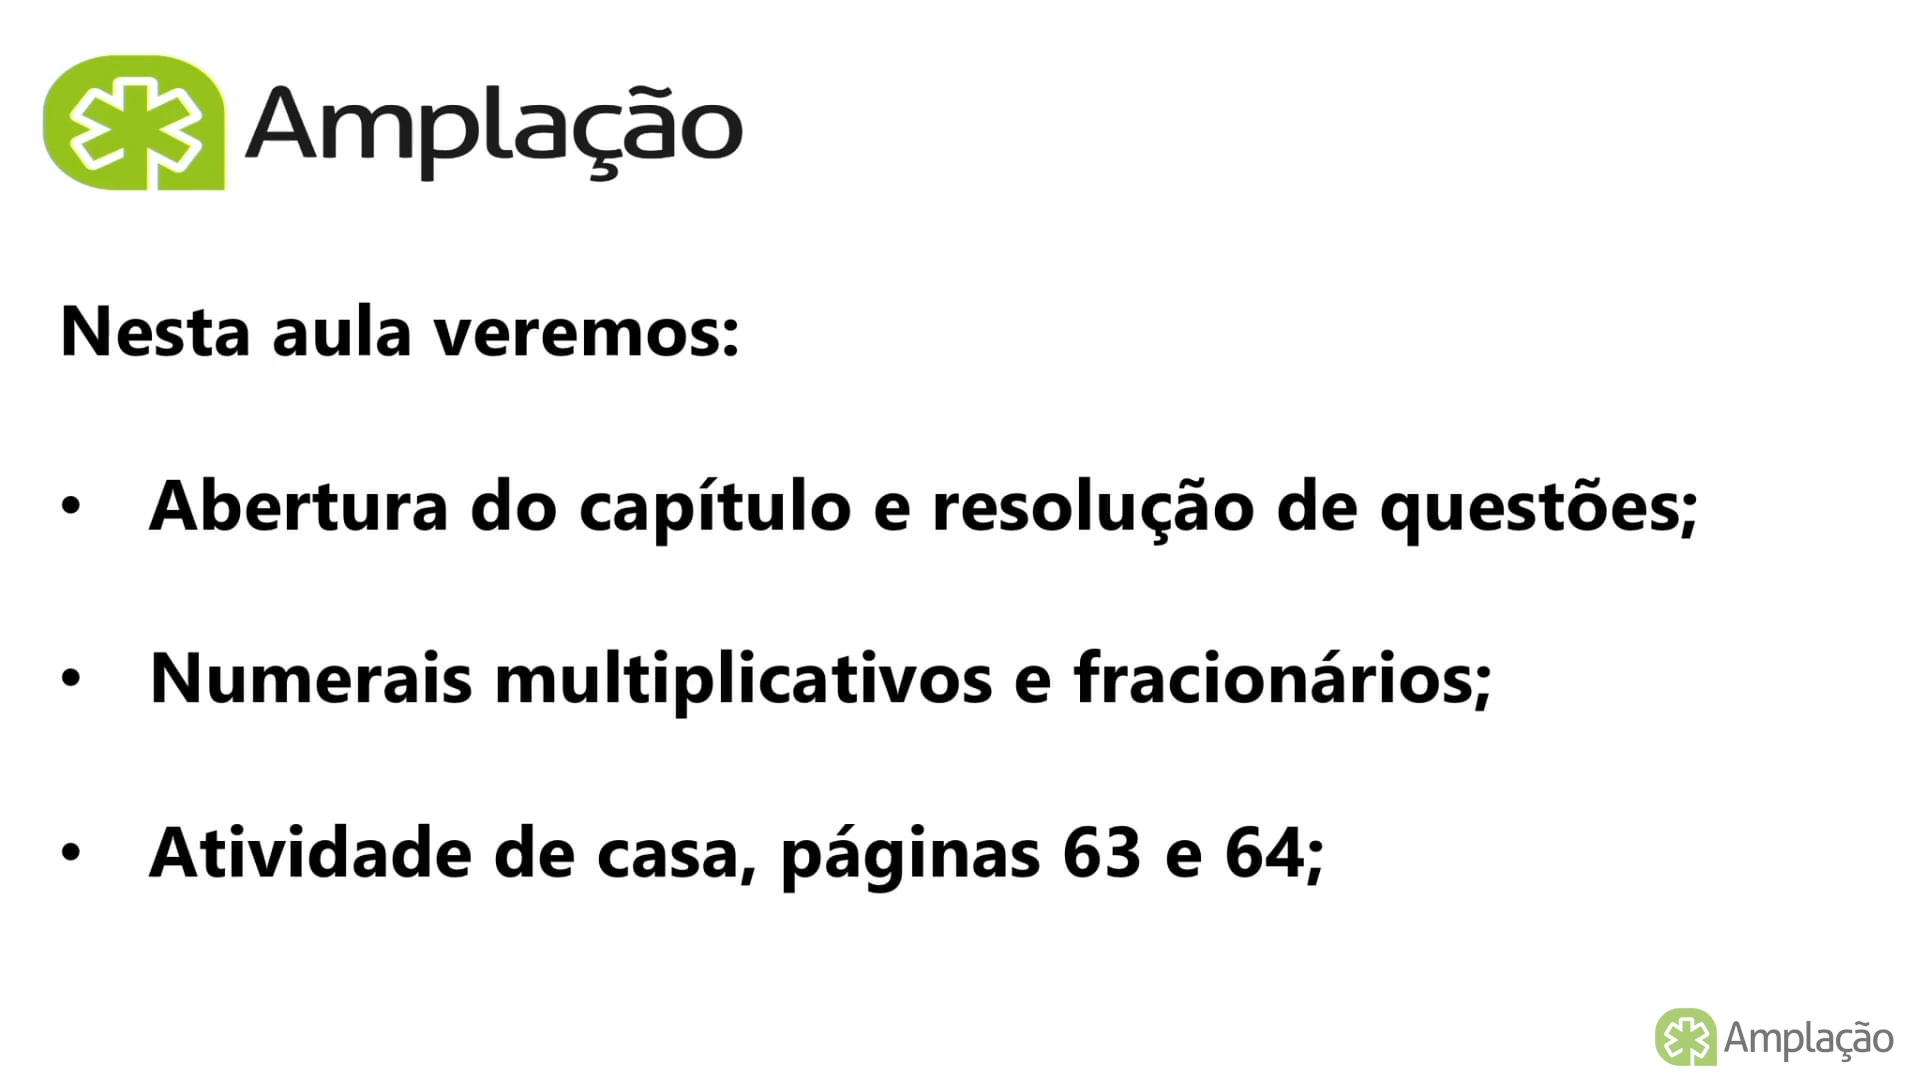 Amplação
Nesta aula veremos:
• Abertura do capítulo e resolução de questões;
• Numerais multiplicativos e fracionários;
• Atividade de casa, páginas 63 e 64;
Amplação